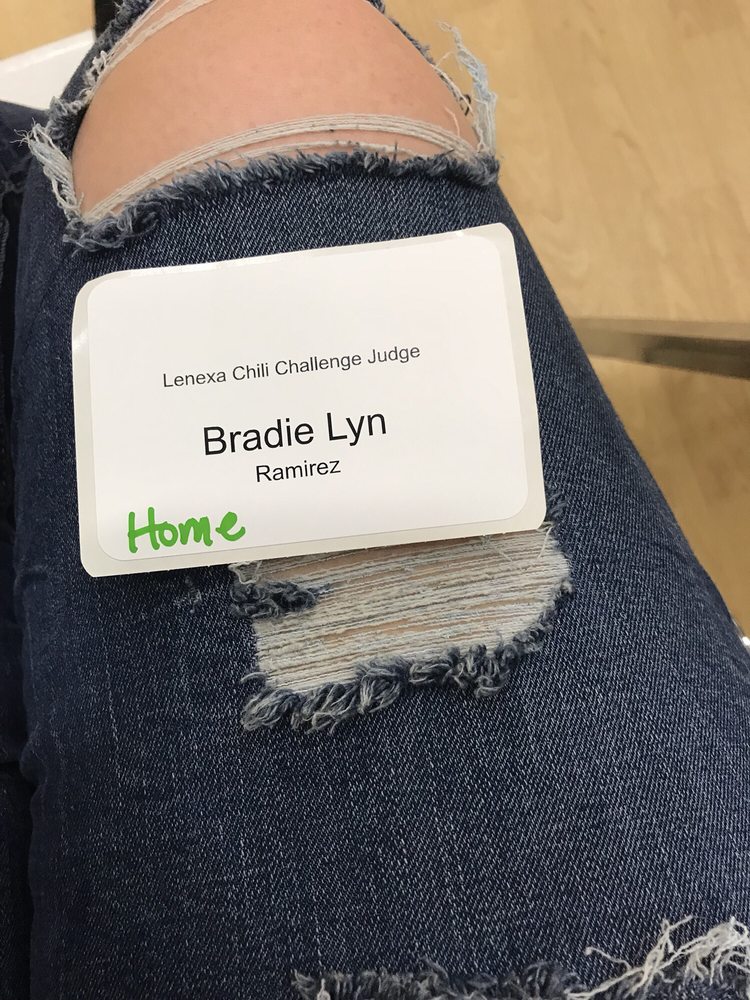 Lenexa Chili Challenge Judge
Bradie Lyn
Ramirez
Home